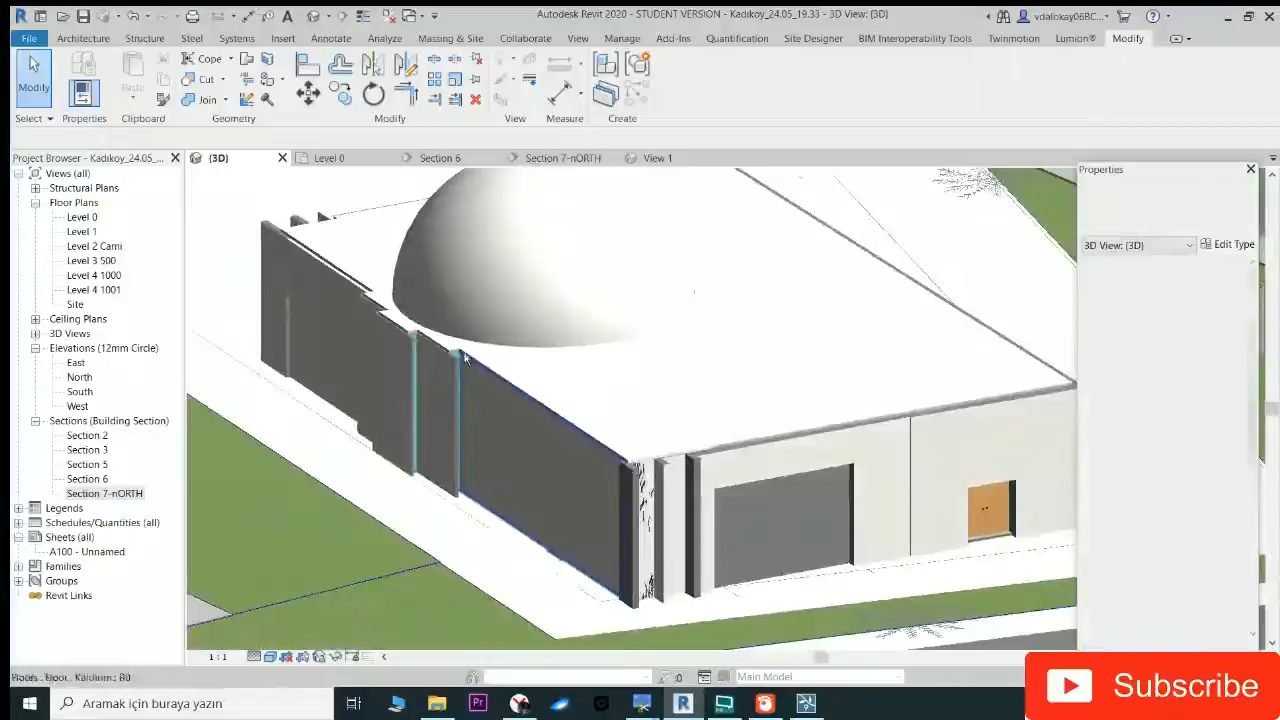 Autodesk Revit 2020 - STUDENT VERSION - Kadıkoy_24.05_19.33 - 3D View: {3D}
vdalokay06BC...
File Architecture Structure Steel Systems Insert Annotate Analyze Massing & Site Collaborate View Manage Add-Ins Quantification Site Designer BIM Interoperability Tools Twinmotion Lumion® Modify
Cope
Cut
Modify
Paste
Join
Select Properties Clipboard Geometry Modify View Measure Create
Project Browser - Kadıkoy_24.05_...
{3D} Level 0 Section 6 Section 7-nORTH View 1
Properties
3D View: {3D} Edit Type
Views (all)
Structural Plans
Floor Plans
Level 0
Level 1
Level 2 Cami
Level 3 500
Level 4 1000
Level 4 1001
Site
Ceiling Plans
3D Views
Elevations (12mm Circle)
East
North
South
West
Sections (Building Section)
Section 2
Section 3
Section 5
Section 6
Section 7-nORTH
Legends
Schedules/Quantities (all)
Sheets (all)
A100 - Unnamed
Families
Groups
Revit Links
1 : 1
:0 Main Model
Aramak için buraya yazın
Subscribe